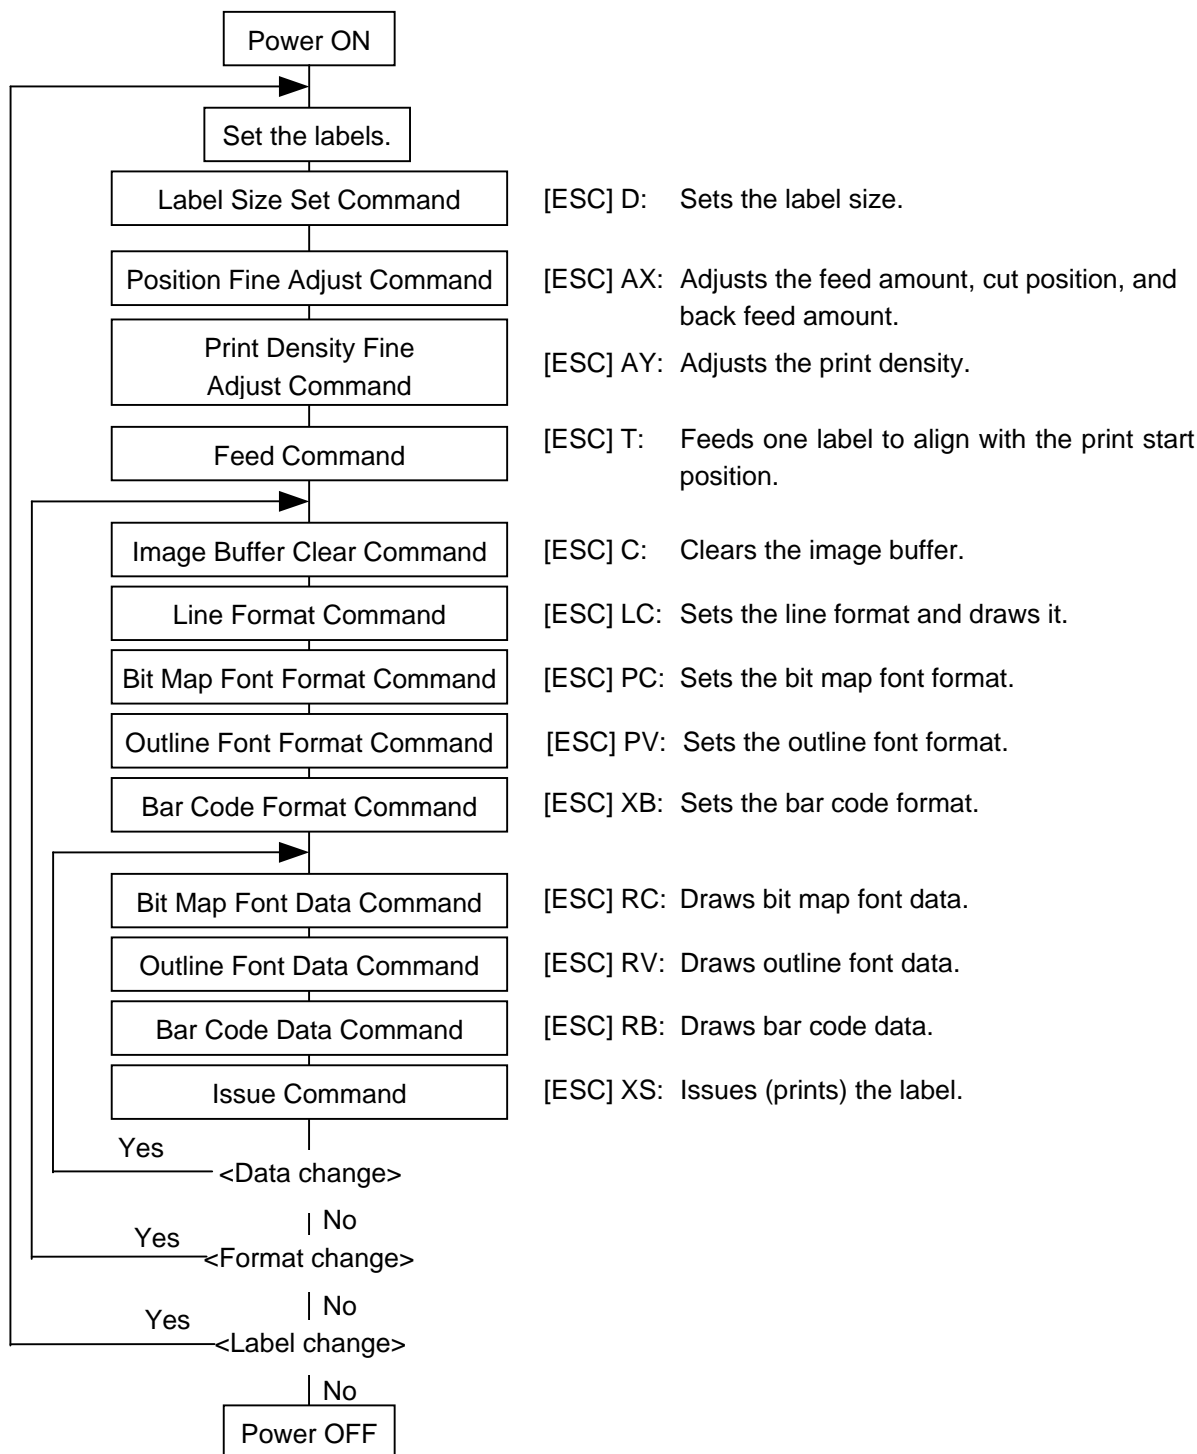 Power ON
Set the labels.
Label Size Set Command
[ESC] D: Sets the label size.
Position Fine Adjust Command
[ESC] AX: Adjusts the feed amount, cut position, and
back feed amount.
Print Density Fine
Adjust Command
[ESC] AY: Adjusts the print density.
Feed Command
[ESC] T: Feeds one label to align with the print start
position.
Image Buffer Clear Command
[ESC] C: Clears the image buffer.
Line Format Command
[ESC] LC: Sets the line format and draws it.
Bit Map Font Format Command
[ESC] PC: Sets the bit map font format.
Outline Font Format Command
[ESC] PV: Sets the outline font format.
Bar Code Format Command
[ESC] XB: Sets the bar code format.
Bit Map Font Data Command
[ESC] RC: Draws bit map font data.
Outline Font Data Command
[ESC] RV: Draws outline font data.
Bar Code Data Command
[ESC] RB: Draws bar code data.
Issue Command
[ESC] XS: Issues (prints) the label.
Yes
<Data change>
No
Yes
<Format change>
No
Yes
<Label change>
No
Power OFF